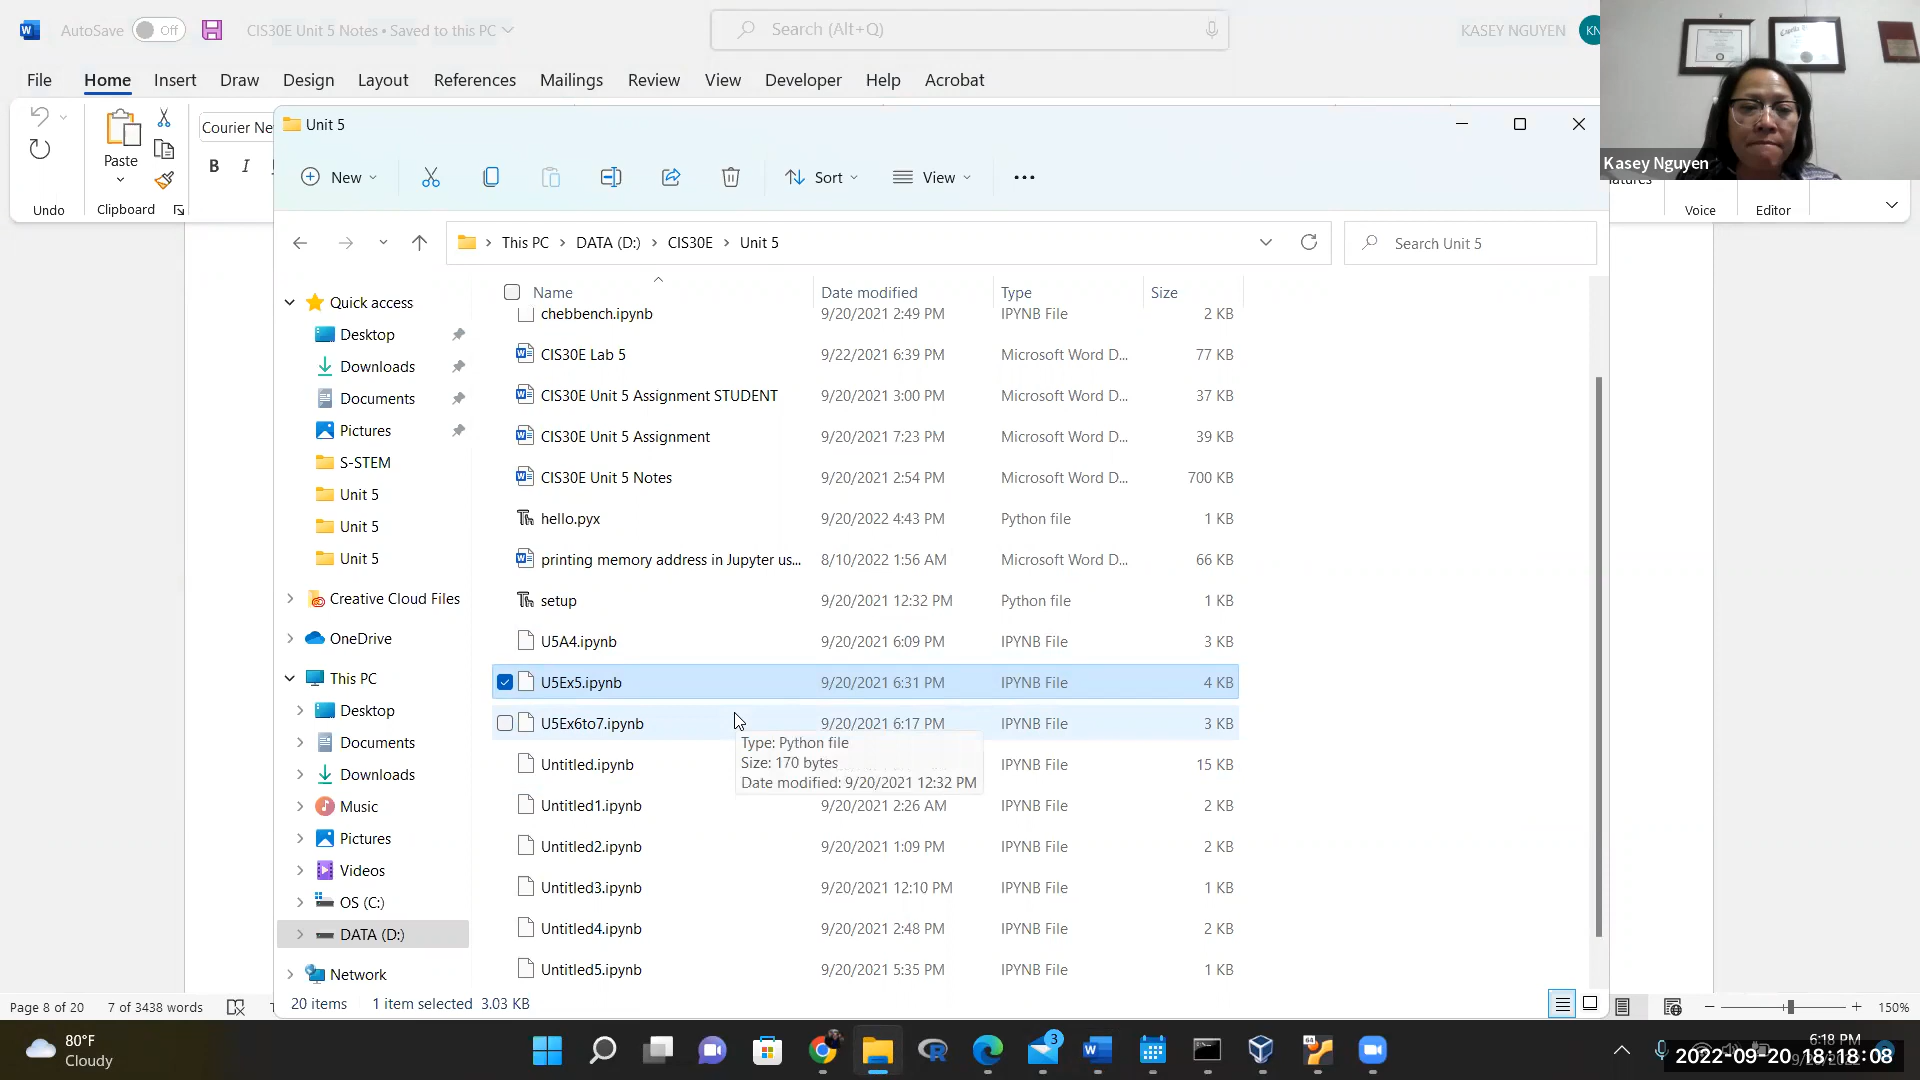 AutoSave Off CIS30E Unit 5 Notes • Saved to this PC Search (Alt+Q) KASEY NGUYEN
File Home Insert Draw Design Layout References Mailings Review View Developer Help Acrobat
Courier Ne
B I
Paste
Undo Clipboard Voice Editor
Kasey Nguyen
Unit 5
New Sort View
This PC DATA (D:) CIS30E Unit 5 Search Unit 5
Name Date modified Type Size
chebbench.ipynb 9/20/2021 2:49 PM IPYNB File 2 KB
CIS30E Lab 5 9/22/2021 6:39 PM Microsoft Word D... 77 KB
CIS30E Unit 5 Assignment STUDENT 9/20/2021 3:00 PM Microsoft Word D... 37 KB
CIS30E Unit 5 Assignment 9/20/2021 7:23 PM Microsoft Word D... 39 KB
CIS30E Unit 5 Notes 9/20/2021 2:54 PM Microsoft Word D... 700 KB
hello.pyx 9/20/2022 4:43 PM Python file 1 KB
printing memory address in Jupyter us... 8/10/2022 1:56 AM Microsoft Word D... 66 KB
setup 9/20/2021 12:32 PM Python file 1 KB
U5A4.ipynb 9/20/2021 6:09 PM IPYNB File 3 KB
U5Ex5.ipynb 9/20/2021 6:31 PM IPYNB File 4 KB
U5Ex6to7.ipynb 9/20/2021 6:17 PM IPYNB File 3 KB
Type: Python file
Size: 170 bytes
Date modified: 9/20/2021 12:32 PM
Untitled.ipynb IPYNB File 15 KB
Untitled1.ipynb 9/20/2021 2:26 AM IPYNB File 2 KB
Untitled2.ipynb 9/20/2021 1:09 PM IPYNB File 2 KB
Untitled3.ipynb 9/20/2021 12:10 PM IPYNB File 1 KB
Untitled4.ipynb 9/20/2021 2:48 PM IPYNB File 2 KB
Untitled5.ipynb 9/20/2021 5:35 PM IPYNB File 1 KB
Quick access
Desktop
Downloads
Documents
Pictures
S-STEM
Unit 5
Unit 5
Unit 5
Creative Cloud Files
OneDrive
This PC
Desktop
Documents
Downloads
Music
Pictures
Videos
OS (C:)
DATA (D:)
Network
20 items 1 item selected 3.03 KB
Page 8 of 20 7 of 3438 words 150%
80°F
Cloudy
3
6:18 PM
2022-09-20 18:18:08